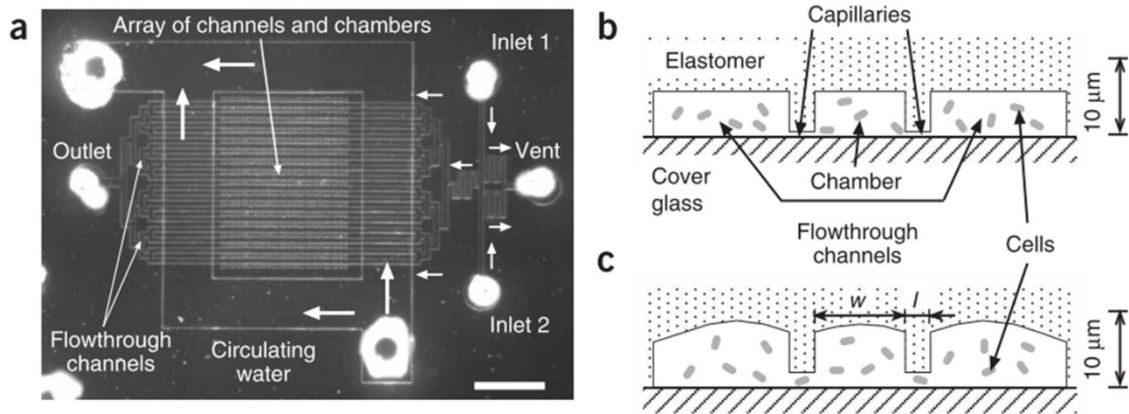 a
Array of channels and chambers
Inlet 1
Outlet
Vent
Flowthrough
channels
Circulating
water
Inlet 2
b
Capillaries
Elastomer
10 μm
Cover
glass
Chamber
Flowthrough
channels
Cells
c
w
l
10 μm